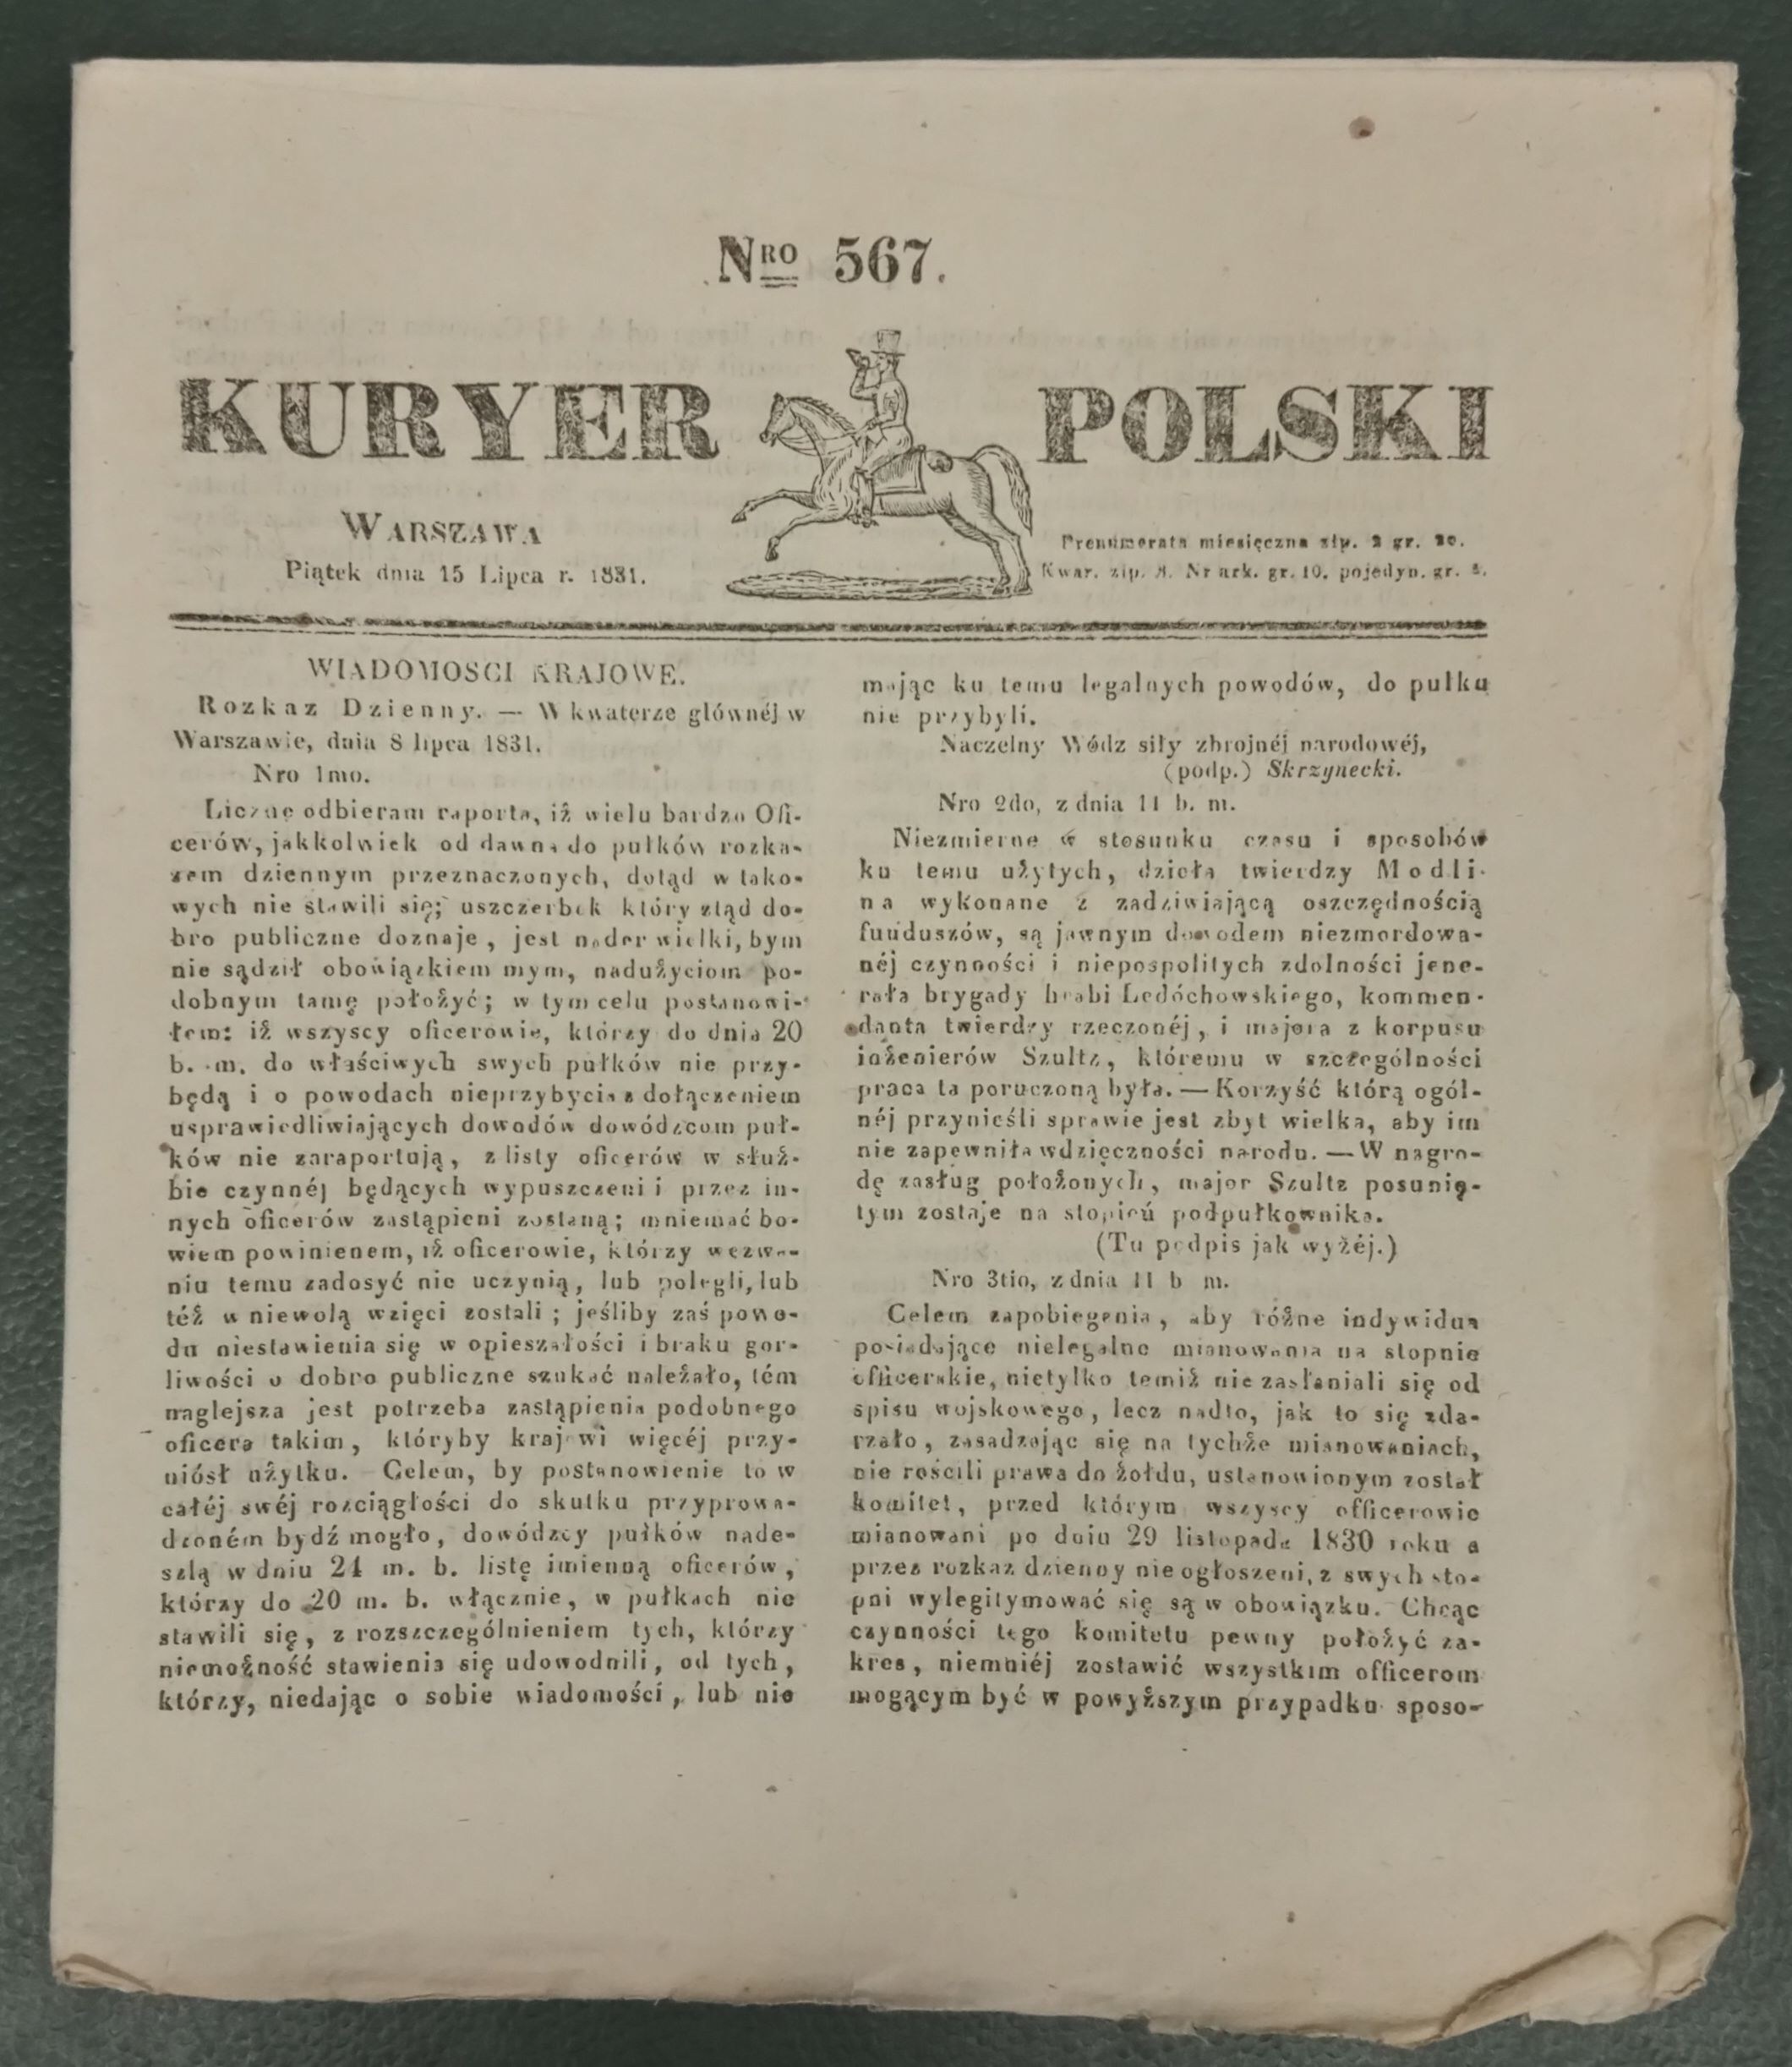 Nro 567.
KURYER POLSKI
WARSZAWA
Piątek dnia 15 Lipca r. 1831.
Prenumerata miesięczna złp. 2 gr. 20.
Kwar. złp. 8. Nr ark. gr. 10. pojedyn. gr.
WIADOMOSCI KRAJOWE.
Rozkaz Dzienny. — W kwaterze głównéj w
Warszawie, dnia 8 lipca 1831.
Nro 1mo.
Liczne odbieram raporta, iż wielu bardzo Ofi-
cerów, jakkolwiek od dawna do pułków rozka-
zem dziennym przeznaczonych, dotąd w tako-
wych nie stawili się; uszczerbek który ztąd do-
bro publiczne doznaje, jest nader wielki, bym
nie sądził obowiązkiem mym, nadużyciom po-
dobnym tamę położyć; w tym celu postanowi-
łem: iż wszyscy oficerowie, którzy do dnia 20
b. m. do właściwych swych pułków nie przy-
będą i o powodach nieprzybycia z dołączeniem
usprawiedliwiających dowodów dowódzcom puł-
ków nie zaraportują, z listy oficerów w służ-
bie czynnéj będących wypuszczeni i przez in-
nych oficerów zastąpieni zostaną; mniemać bo-
wiem powinienem, iż oficerowie, którzy wezwa-
niu temu zadosyć nie uczynią, lub polegli, lub
téż w niewolą wzięci zostali; jeśliby zaś powo-
du niestawienia się w opieszałości i braku gor-
liwości o dobro publiczne szukać należało, tém
naglejsza jest potrzeba zastąpienia podobnego
oficera takim, któryby krajowi więcéj przy-
niósł użytku. Celem, by postanowienie to w
całéj swéj rozciągłości do skutku przyprowa-
dzoném bydź mogło, dowódzcy pułków nade-
szlą w dniu 21 m. b. listę imienną oficerów,
którzy do 20 m. b. włącznie, w pułkach nie
stawili się, z rozszczególnieniem tych, którzy
niemożność stawienia się udowodnili, od tych,
którzy, niedając o sobie wiadomości, lub nie
mając ku temu legalnych powodów, do pułku
nie przybyli.
Naczelny Wódz siły zbrojnéj narodowéj,
(podp.) Skrzynecki.
Nro 2do, z dnia 11 b. m.
Niezmierne w stosunku czasu i sposobów
ku temu użytych, dzieła twierdzy Modli-
na wykonane z zadziwiającą oszczędnością
funduszów, są jawnym dowodem niezmordowa-
néj czynności i niepospolitych zdolności jene-
rała brygady hrabi Ledóchowskiego, kommen-
danta twierdzy rzeczonéj, i majora z korpusu
inżenierów Szultz, któremu w szczególności
praca ta poruczoną była. — Korzyść którą ogól-
néj przynieśli sprawie jest zbyt wielka, aby im
nie zapewniła wdzięczności narodu. — W nagro-
dę zasług położonych, major Szultz posunię-
tym zostaje na stopień podpułkownika.
(Tu podpis jak wyżéj.)
Nro 3tio, z dnia 11 b m.
Celem zapobieżenia, aby różne indywidua
posiadające nielegalne mianowania na stopnie
officerskie, nietylko temiż nie zasłaniali się od
spisu wojskowego, lecz nadto, jak to się zda-
rzało, zasadzając się na tychże mianowaniach,
nie rościli prawa do żołdu, ustanowionym został
komitet, przed którym wszyscy officerowie
mianowani po dniu 29 listopada 1830 roku a
przez rozkaz dzienny nie ogłoszeni, z swych sto-
pni wylegitymować się są w obowiązku. Chcąc
czynności tego komitetu pewny położyć za-
kres, niemniéj zostawić wszystkim officerom
mogącym być w powyższym przypadku sposo-